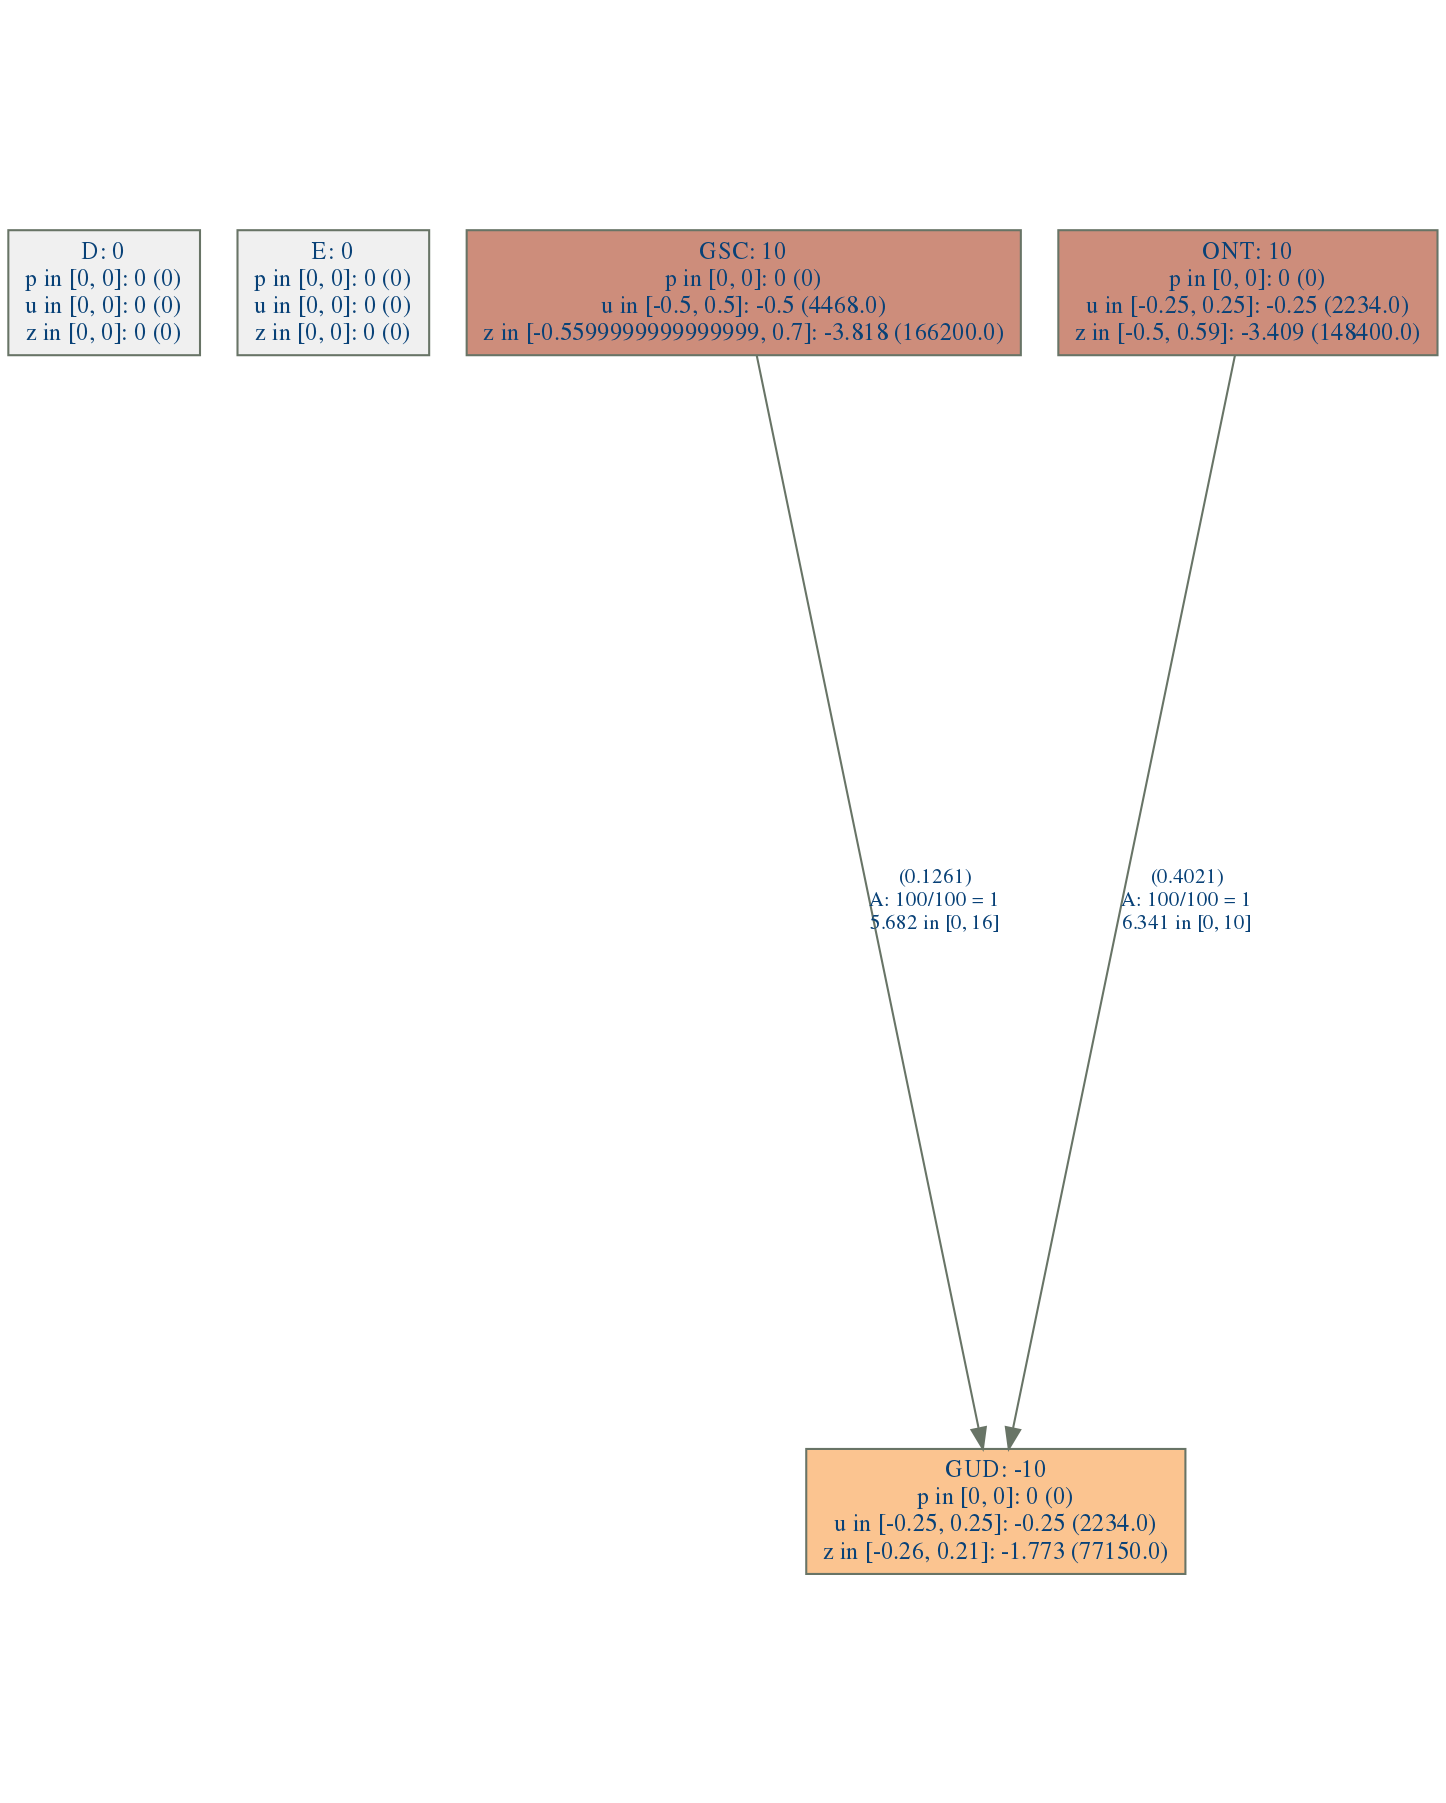 D: 0
p in [0, 0]: 0 (0)
u in [0, 0]: 0 (0)
z in [0, 0]: 0 (0)
E: 0
p in [0, 0]: 0 (0)
u in [0, 0]: 0 (0)
z in [0, 0]: 0 (0)
GSC: 10
p in [0, 0]: 0 (0)
u in [-0.5, 0.5]: -0.5 (4468.0)
z in [-0.5599999999999999, 0.7]: -3.818 (166200.0)
ONT: 10
p in [0, 0]: 0 (0)
u in [-0.25, 0.25]: -0.25 (2234.0)
z in [-0.5, 0.59]: -3.409 (148400.0)
(0.1261)
A: 100/100 = 1
5.682 in [0, 16]
(0.4021)
A: 100/100 = 1
6.341 in [0, 10]
GUD: -10
p in [0, 0]: 0 (0)
u in [-0.25, 0.25]: -0.25 (2234.0)
z in [-0.26, 0.21]: -1.773 (77150.0)